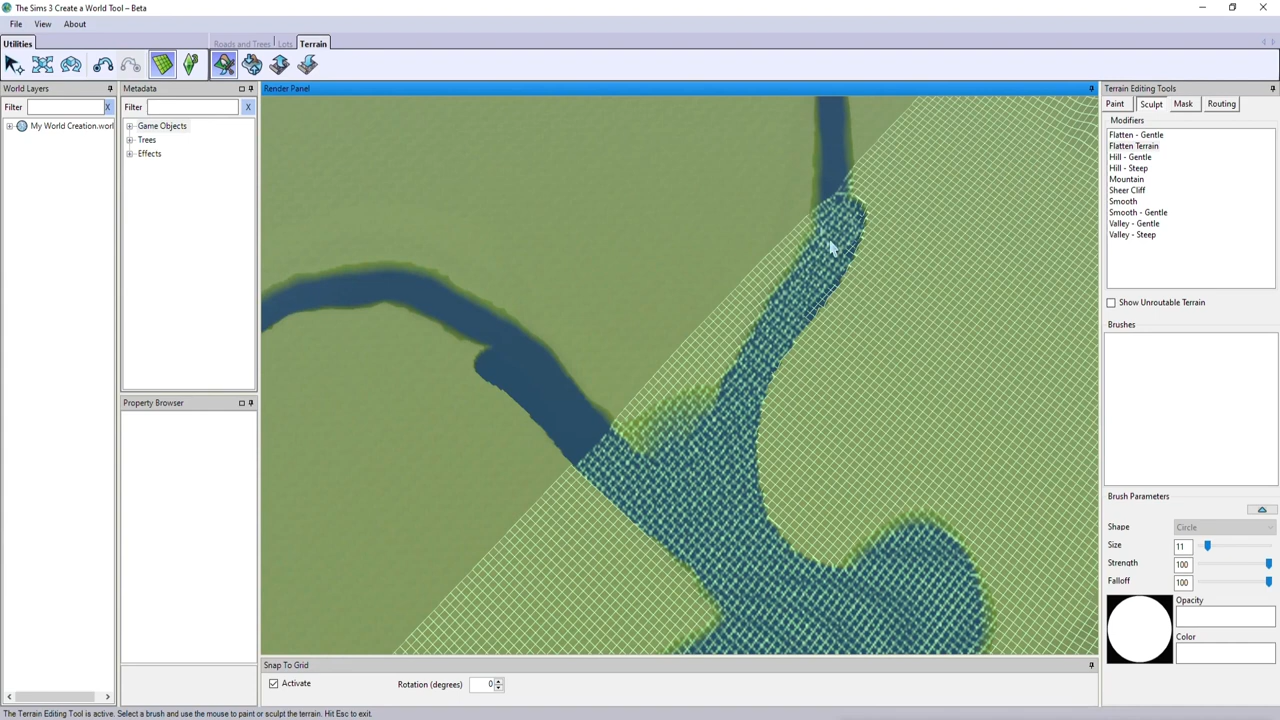 The Sims 3 Create a World Tool – Beta
File View About
Utilities Roads and Trees Lots Terrain
World Layers Metadata Render Panel Terrain Editing Tools
Filter X Filter X Paint Sculpt Mask Routing
My World Creation.worl Game Objects Modifiers
Trees
Effects
Flatten - Gentle
Flatten Terrain
Hill - Gentle
Hill - Steep
Mountain
Sheer Cliff
Smooth
Smooth - Gentle
Valley - Gentle
Valley - Steep
Show Unroutable Terrain
Brushes
Property Browser
Brush Parameters
Shape Circle
Size 11
Strength 100
Falloff 100
Opacity
Color
Snap To Grid
Activate Rotation (degrees) 0
The Terrain Editing Tool is active. Select a brush and use the mouse to paint or sculpt the terrain. Hit Esc to exit.